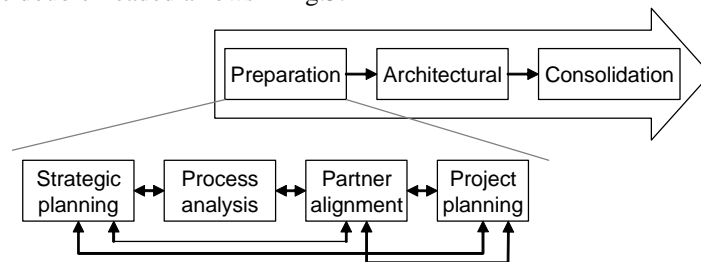 Preparation
Architectural
Consolidation
Strategic
planning
Process
analysis
Partner
alignment
Project
planning